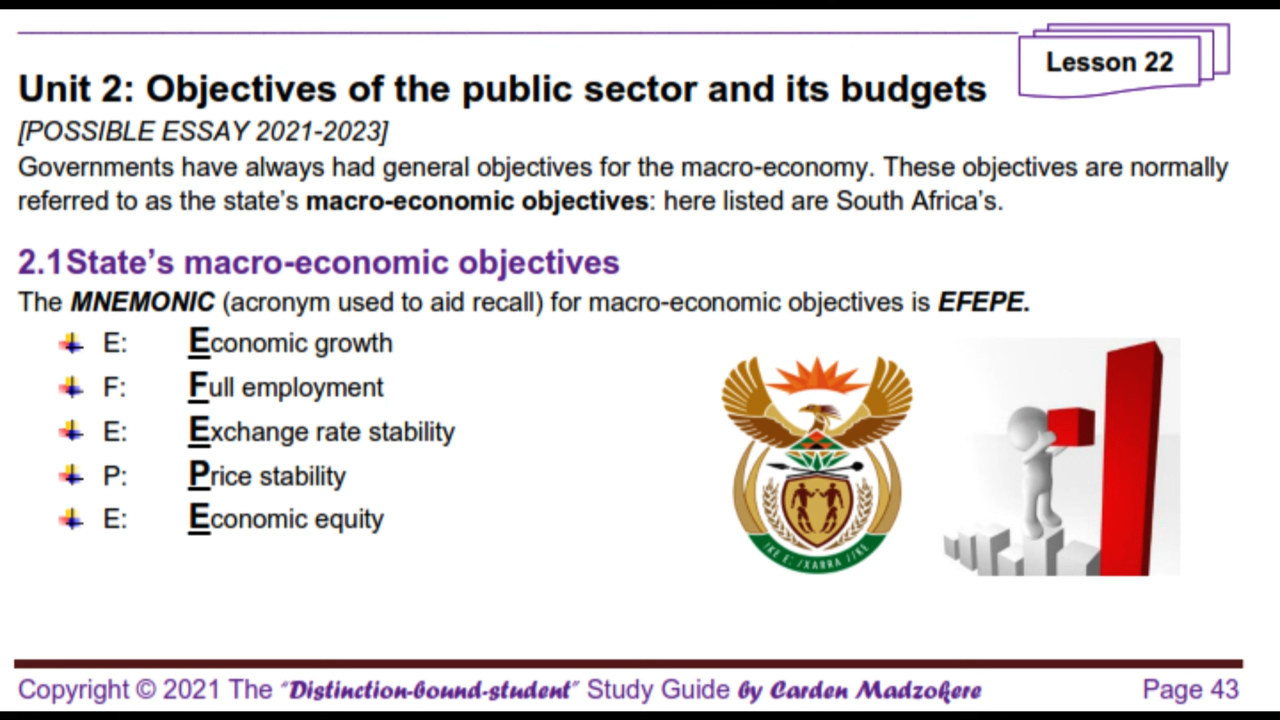 Lesson 22
Unit 2: Objectives of the public sector and its budgets
[POSSIBLE ESSAY 2021-2023]
Governments have always had general objectives for the macro-economy. These objectives are normally
referred to as the state's macro-economic objectives: here listed are South Africa's.
2.1State's macro-economic objectives
The MNEMONIC (acronym used to aid recall) for macro-economic objectives is EFEPE.
E: Economic growth
F: Full employment
E: Exchange rate stability
P: Price stability
E: Economic equity
!KE E: /XARRA //KE
Copyright © 2021 The "Distinction-bound-student" Study Guide by Carden Madzokere Page 43